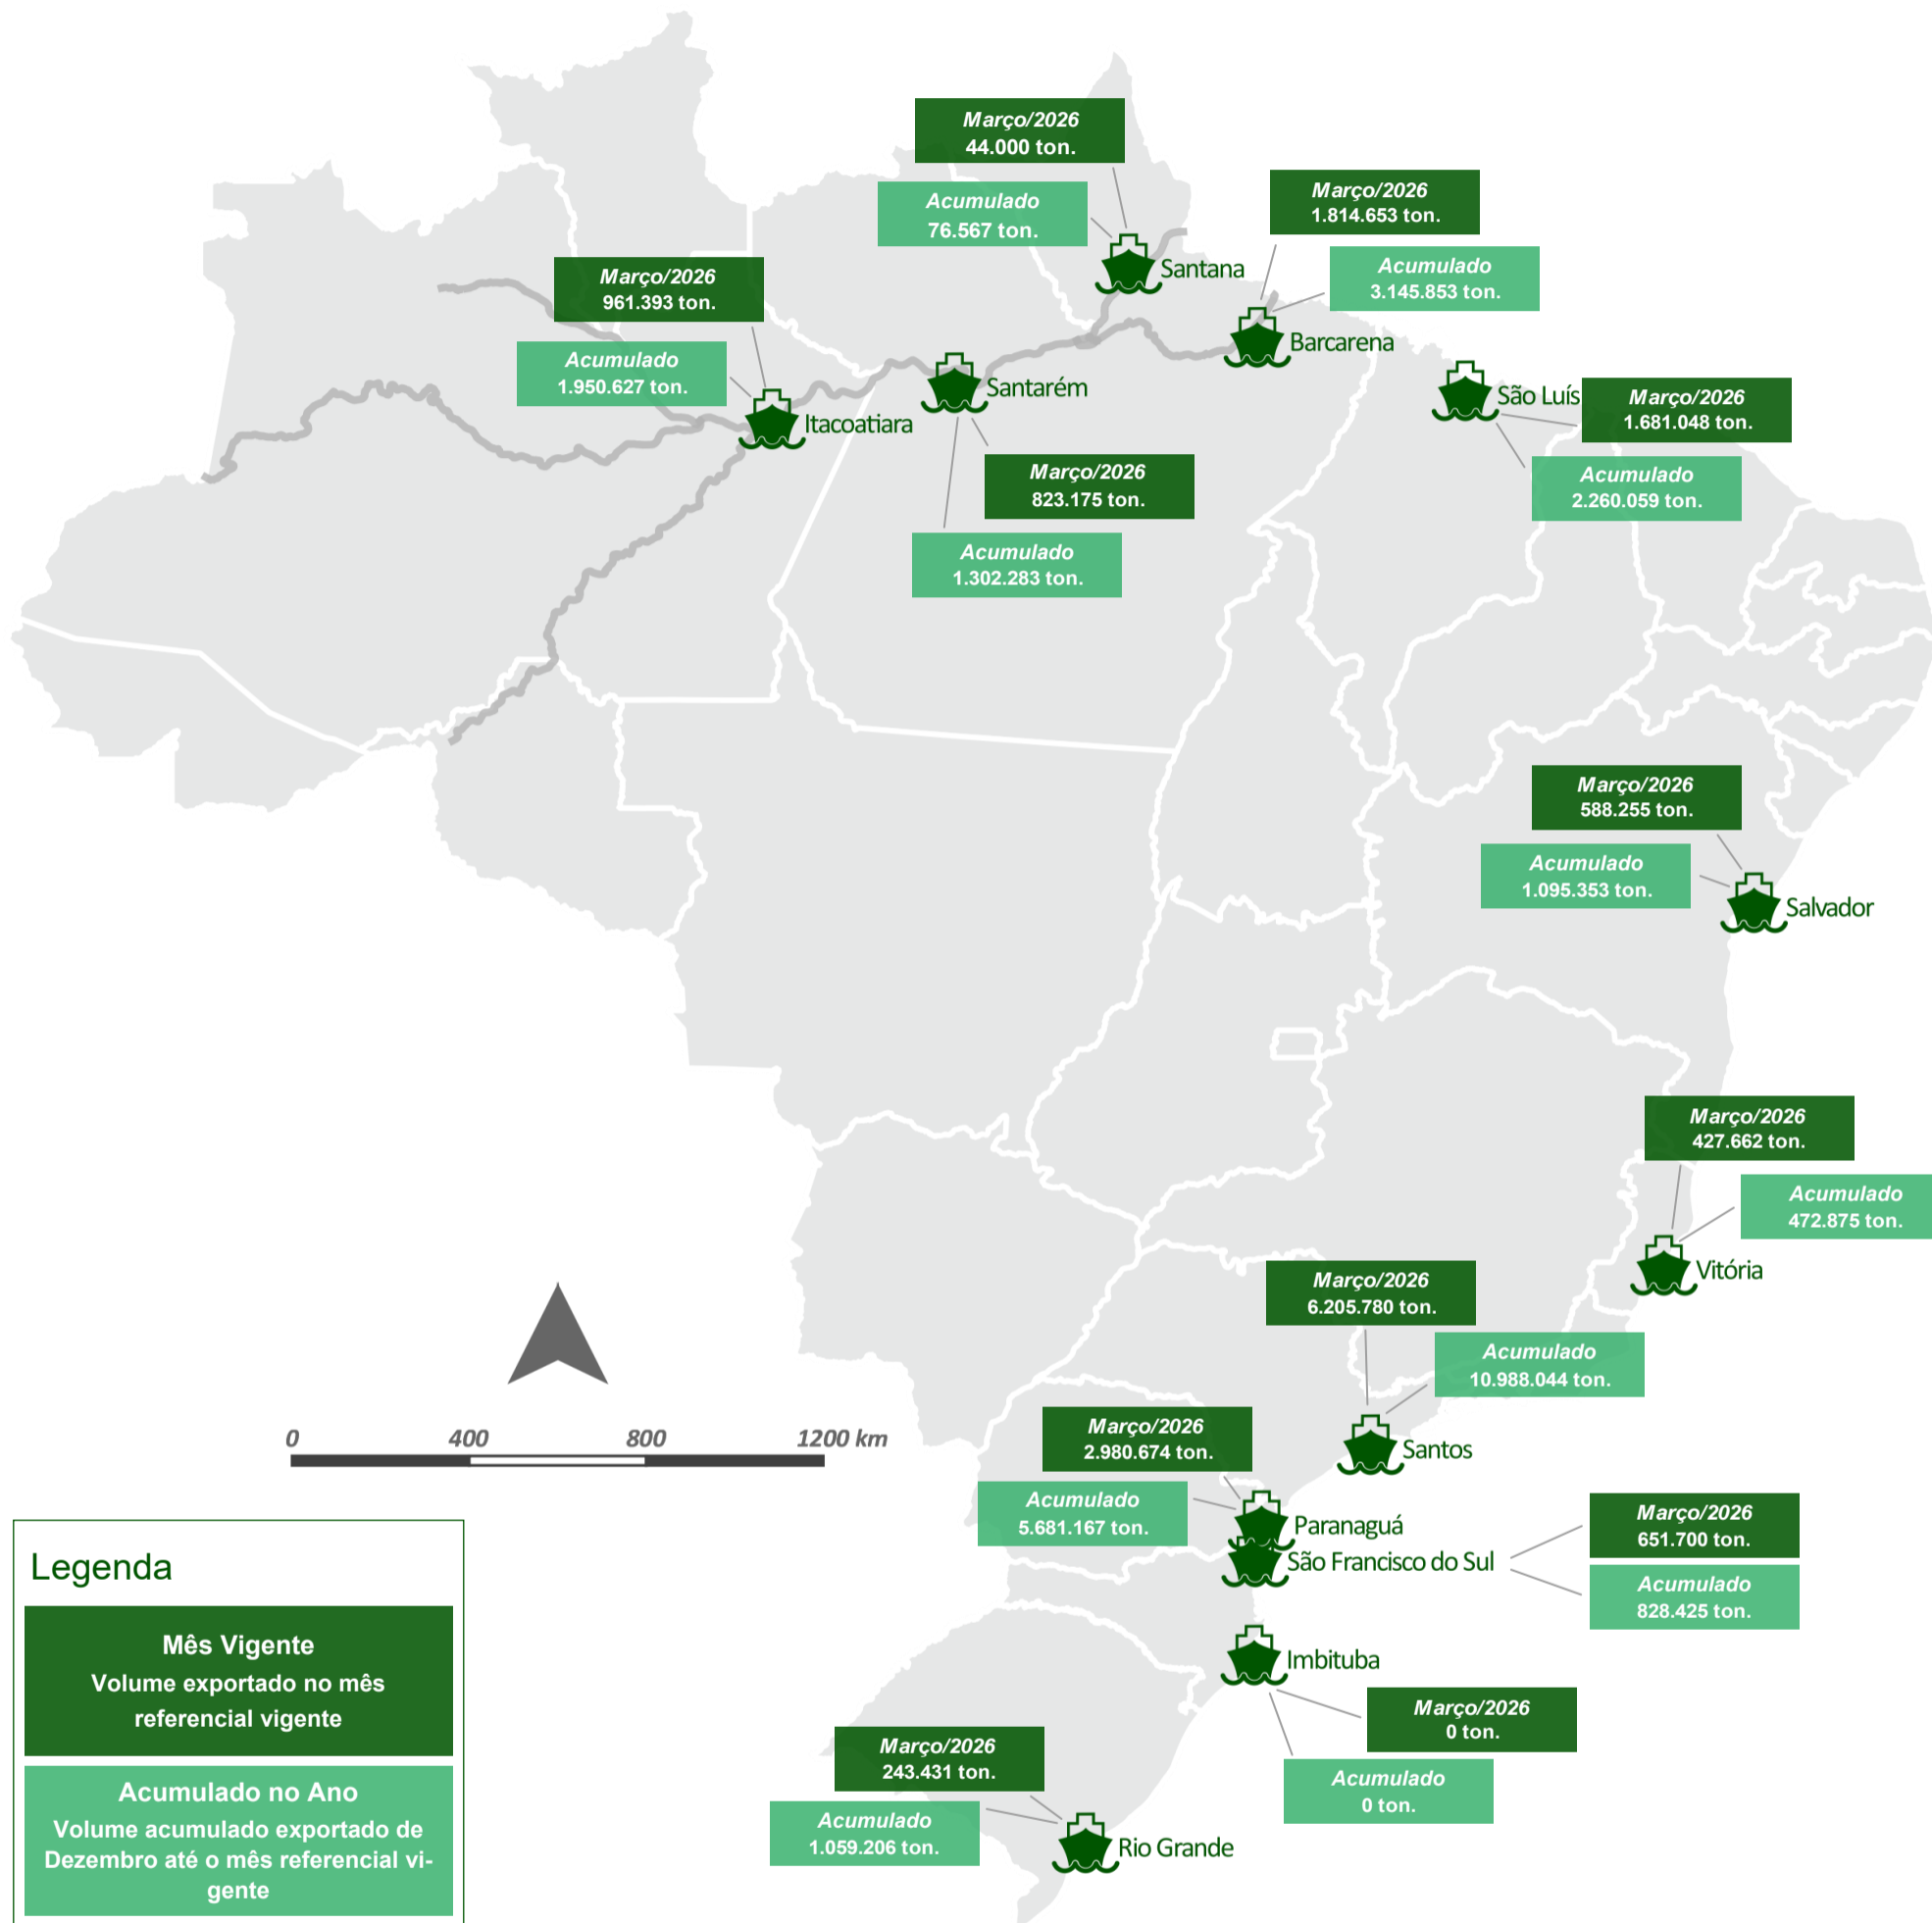 Março/2026
44.000 ton.
Acumulado
76.567 ton.
Santana
Março/2026
1.814.653 ton.
Acumulado
3.145.853 ton.
Barcarena
Março/2026
961.393 ton.
Acumulado
1.950.627 ton.
Itacoatiara
Santarém
Março/2026
823.175 ton.
Acumulado
1.302.283 ton.
São Luís
Março/2026
1.681.048 ton.
Acumulado
2.260.059 ton.
Março/2026
588.255 ton.
Acumulado
1.095.353 ton.
Salvador
Março/2026
427.662 ton.
Acumulado
472.875 ton.
Vitória
Março/2026
6.205.780 ton.
Acumulado
10.988.044 ton.
Santos
Março/2026
2.980.674 ton.
Acumulado
5.681.167 ton.
Paranaguá
São Francisco do Sul
Março/2026
651.700 ton.
Acumulado
828.425 ton.
Imbituba
Março/2026
0 ton.
Acumulado
0 ton.
Março/2026
243.431 ton.
Acumulado
1.059.206 ton.
Rio Grande
0 400 800 1200 km
Legenda
Mês Vigente
Volume exportado no mês
referencial vigente
Acumulado no Ano
Volume acumulado exportado de
Dezembro até o mês referencial vi-
gente